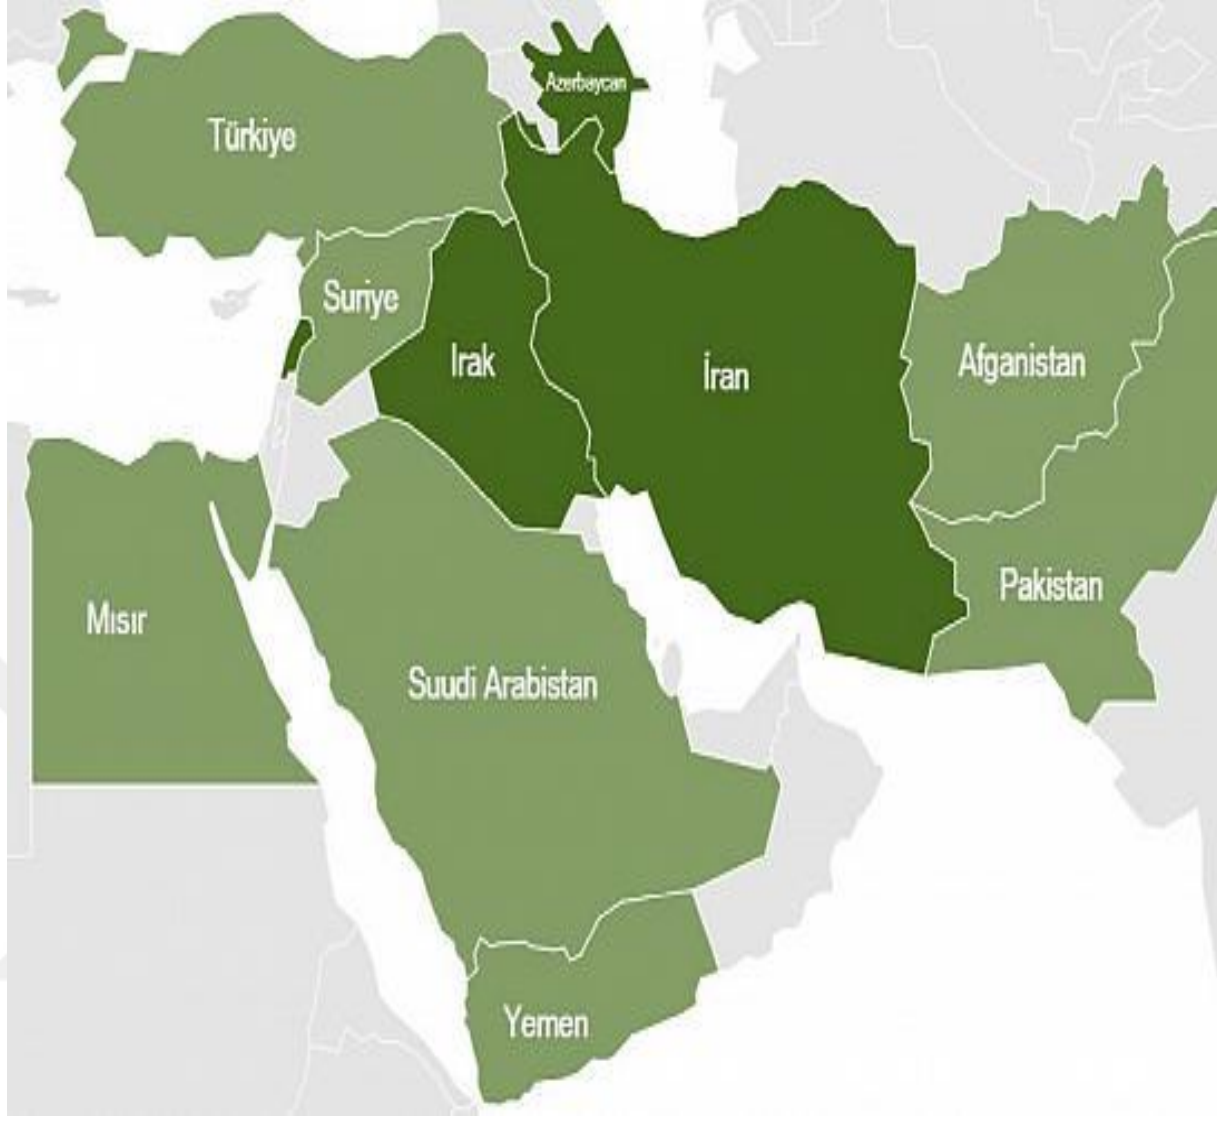 Azerbaycan
Türkiye
Suriye
Irak
İran
Afganistan
Pakistan
Mısır
Suudi Arabistan
Yemen